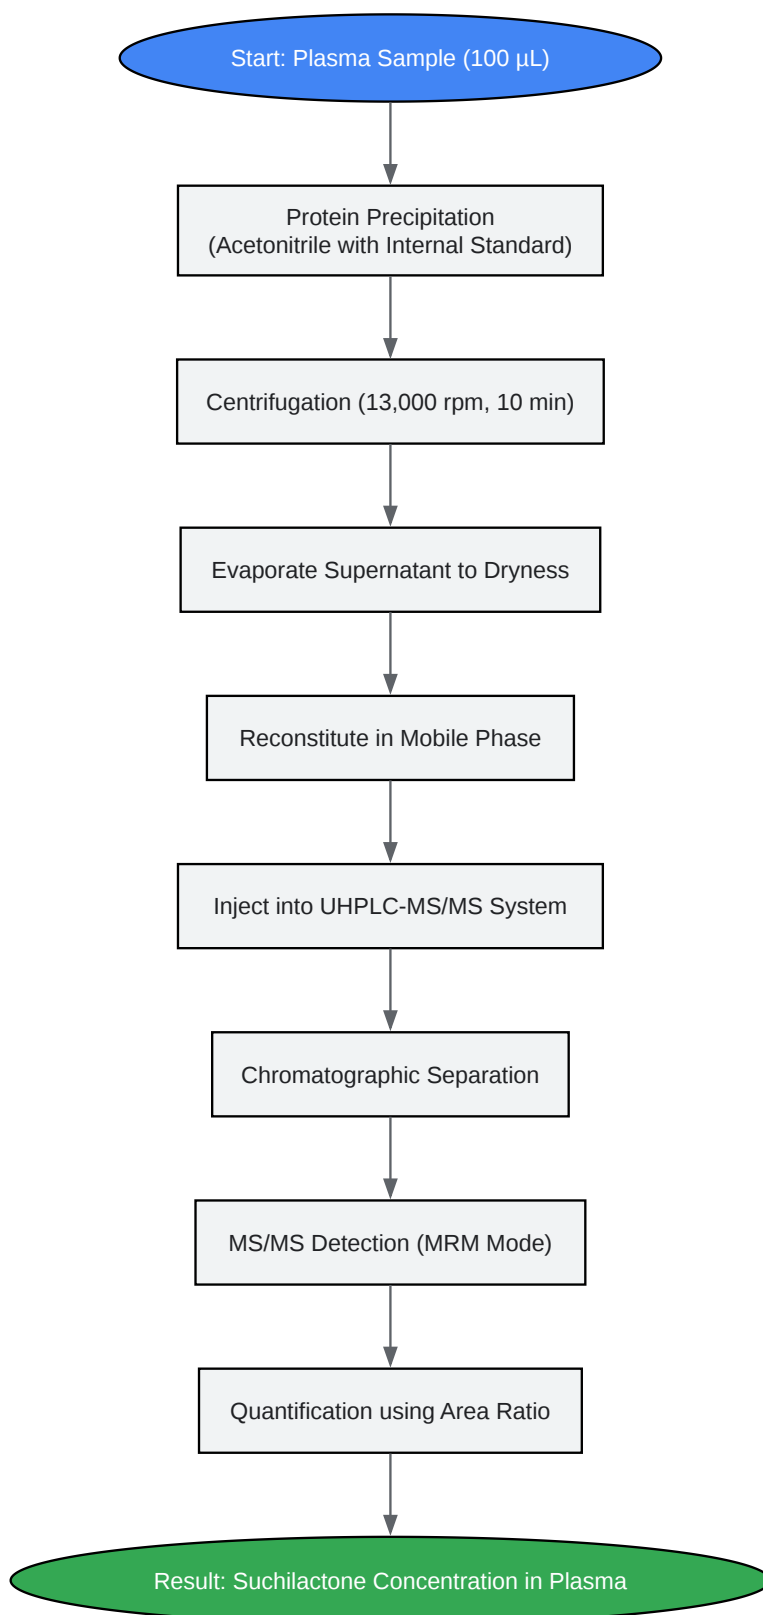 Start: Plasma Sample (100 µL)
Protein Precipitation
(Acetonitrile with Internal Standard)
Centrifugation (13,000 rpm, 10 min)
Evaporate Supernatant to Dryness
Reconstitute in Mobile Phase
Inject into UHPLC-MS/MS System
Chromatographic Separation
MS/MS Detection (MRM Mode)
Quantification using Area Ratio
Result: Suchilactone Concentration in Plasma